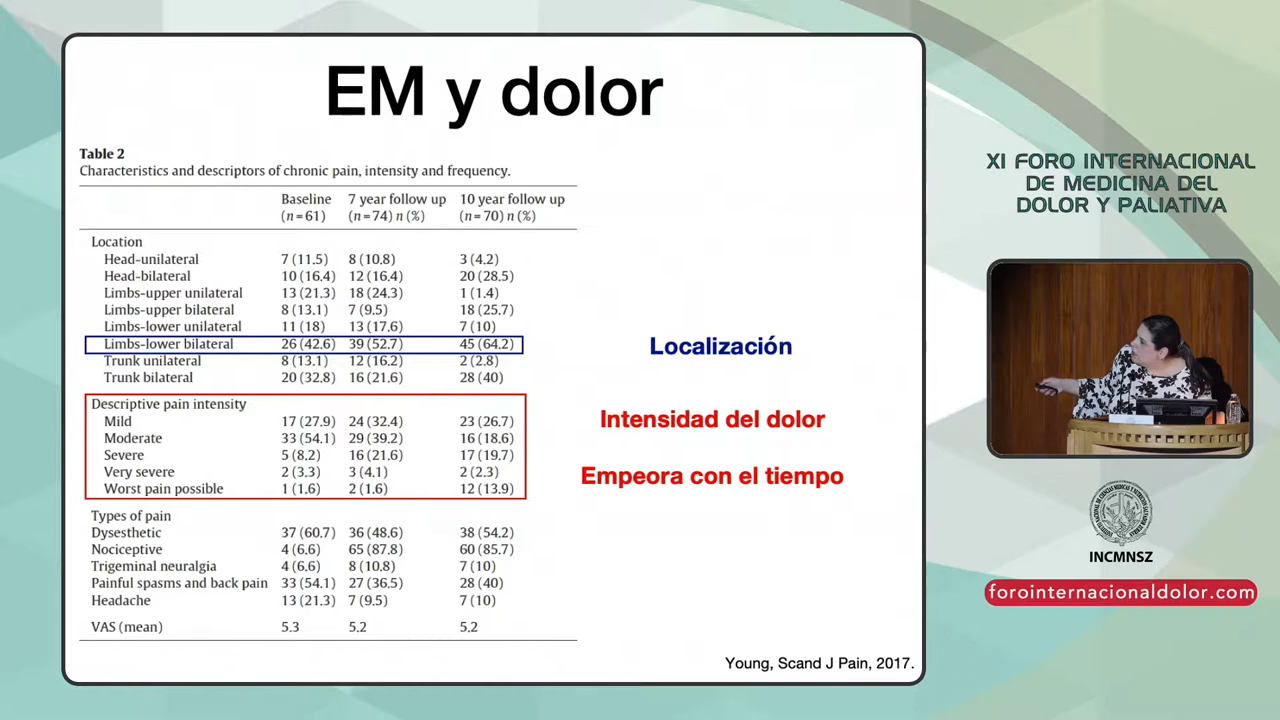 EM y dolor
Table 2
Characteristics and descriptors of chronic pain, intensity and frequency.
Baseline 7 year follow up 10 year follow up
(n = 61) (n = 74) n (%) (n = 70) n (%)
Location
Head-unilateral 7 (11.5) 8 (10.8) 3 (4.2)
Head-bilateral 10 (16.4) 12 (16.4) 20 (28.5)
Limbs-upper unilateral 13 (21.3) 18 (24.3) 1 (1.4)
Limbs-upper bilateral 8 (13.1) 7 (9.5) 18 (25.7)
Limbs-lower unilateral 11 (18) 13 (17.6) 7 (10)
Limbs-lower bilateral 26 (42.6) 39 (52.7) 45 (64.2)
Trunk unilateral 8 (13.1) 12 (16.2) 2 (2.8)
Trunk bilateral 20 (32.8) 16 (21.6) 28 (40)
Descriptive pain intensity
Mild 17 (27.9) 24 (32.4) 23 (26.7)
Moderate 33 (54.1) 29 (39.2) 16 (18.6)
Severe 5 (8.2) 16 (21.6) 17 (19.7)
Very severe 2 (3.3) 3 (4.1) 2 (2.3)
Worst pain possible 1 (1.6) 2 (1.6) 12 (13.9)
Types of pain
Dysesthetic 37 (60.7) 36 (48.6) 38 (54.2)
Nociceptive 4 (6.6) 65 (87.8) 60 (85.7)
Trigeminal neuralgia 4 (6.6) 8 (10.8) 7 (10)
Painful spasms and back pain 33 (54.1) 27 (36.5) 28 (40)
Headache 13 (21.3) 7 (9.5) 7 (10)
VAS (mean) 5.3 5.2 5.2
Localización
Intensidad del dolor
Empeora con el tiempo
Young, Scand J Pain, 2017.
XI FORO INTERNACIONAL
DE MEDICINA DEL
DOLOR Y PALIATIVA
INCMNSZ
forointernacionaldolor.com